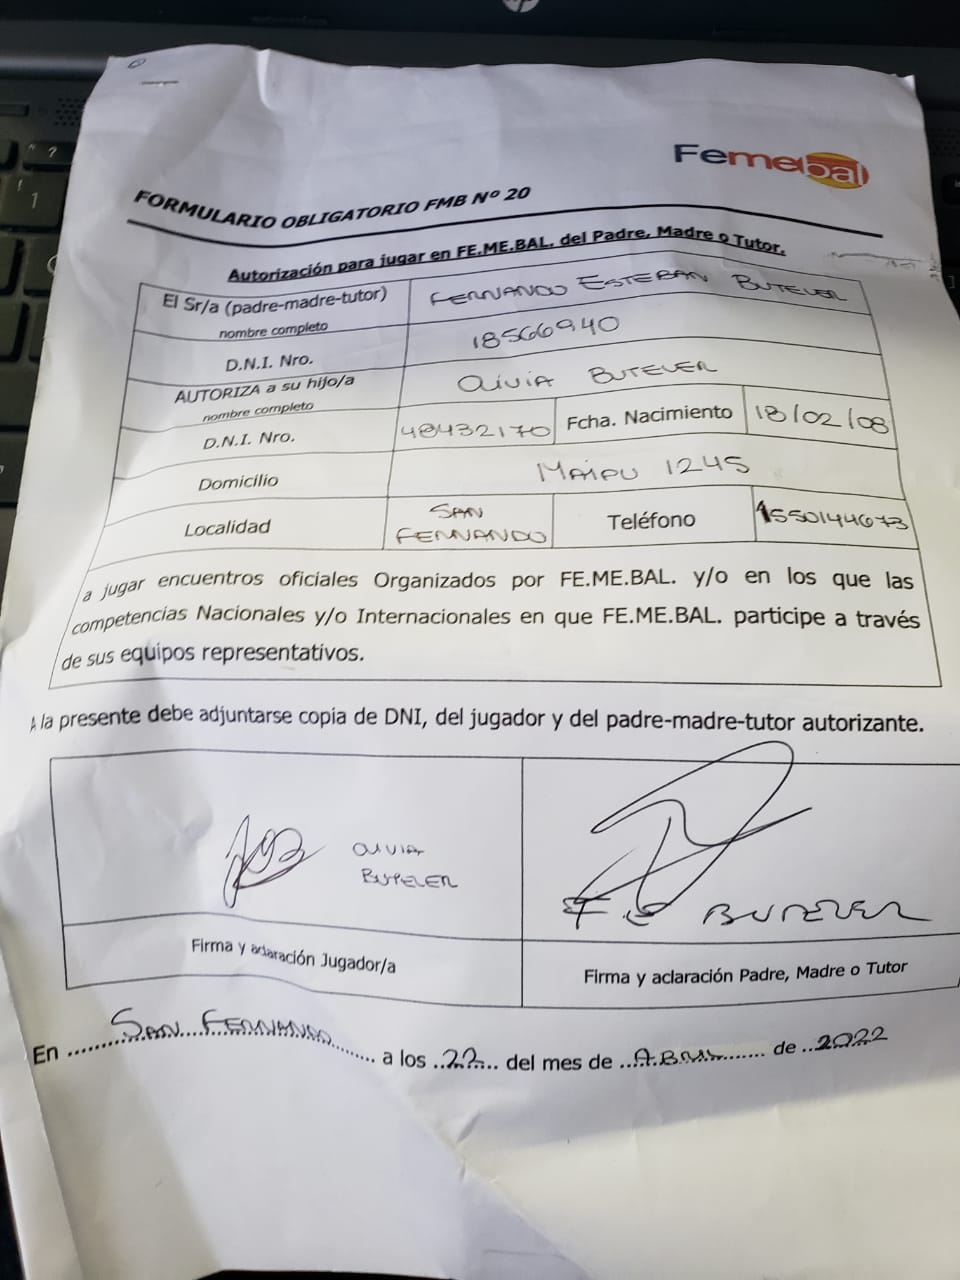 Femebal
FORMULARIO OBLIGATORIO FMB Nº 20
Autorización para jugar en FE.ME.BAL. del Padre, Madre o Tutor.
El Sr/a (padre-madre-tutor) FERNANDO ESTEBAN BUTELER
nombre completo
D.N.I. Nro. 18566940
AUTORIZA a su hijo/a OLIVIA BUTELER
nombre completo
D.N.I. Nro. 48432170 Fcha. Nacimiento 18/02/08
Domicilio MAIPU 1245
Localidad SAN FERNANDO Teléfono 1550144673
a jugar encuentros oficiales Organizados por FE.ME.BAL. y/o en los que las
competencias Nacionales y/o Internacionales en que FE.ME.BAL. participe a través
de sus equipos representativos.
A la presente debe adjuntarse copia de DNI, del jugador y del padre-madre-tutor autorizante.
OLIVIA
BUTELER
F.E BUTELER
Firma y aclaración Jugador/a
Firma y aclaración Padre, Madre o Tutor
En SAN FERNANDO a los 22 del mes de ABRIL de 2022